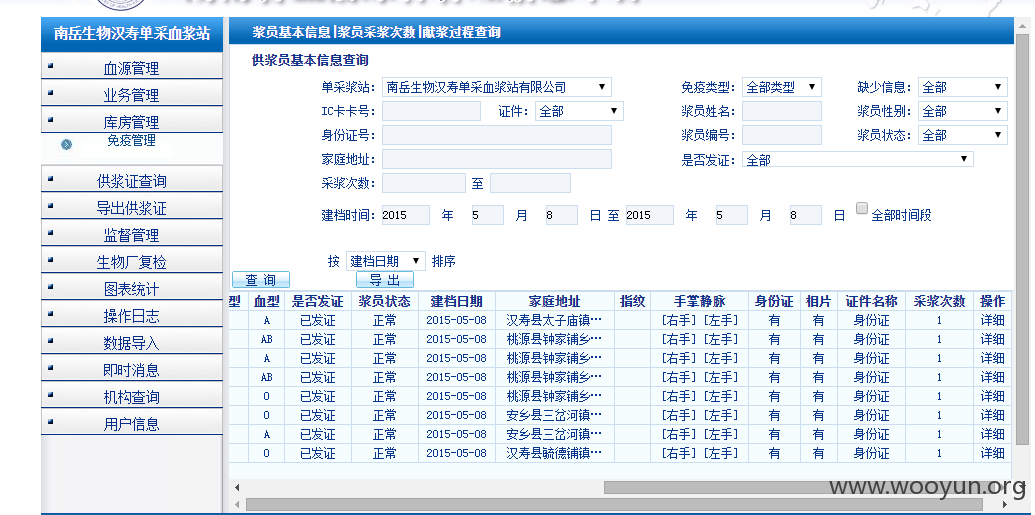 南岳生物汉寿单采血浆站
血源管理
业务管理
库房管理
免疫管理
供浆证查询
导出供浆证
监督管理
生物厂复检
图表统计
操作日志
数据导入
即时消息
机构查询
用户信息
浆员基本信息|浆员采浆次数|献浆过程查询
供浆员基本信息查询
单采浆站： 南岳生物汉寿单采血浆站有限公司 免疫类型： 全部类型 缺少信息： 全部
IC卡卡号： 证件： 全部 浆员姓名： 浆员性别： 全部
身份证号： 浆员编号： 浆员状态： 全部
家庭地址： 是否发证： 全部
采浆次数： 至
建档时间： 2015 年 5 月 8 日 至 2015 年 5 月 8 日 全部时间段
按 建档日期 排序
查 询 导 出
型 血型 是否发证 浆员状态 建档日期 家庭地址 指纹 手掌静脉 身份证 相片 证件名称 采浆次数 操作
A 已发证 正常 2015-05-08 汉寿县太子庙镇… [右手] [左手] 有 有 身份证 1 详细
AB 已发证 正常 2015-05-08 桃源县钟家铺乡… [右手] [左手] 有 有 身份证 1 详细
A 已发证 正常 2015-05-08 桃源县钟家铺乡… [右手] [左手] 有 有 身份证 1 详细
AB 已发证 正常 2015-05-08 桃源县钟家铺乡… [右手] [左手] 有 有 身份证 1 详细
O 已发证 正常 2015-05-08 桃源县钟家铺乡… [右手] [左手] 有 有 身份证 1 详细
O 已发证 正常 2015-05-08 安乡县三岔河镇… [右手] [左手] 有 有 身份证 1 详细
A 已发证 正常 2015-05-08 安乡县三岔河镇… [右手] [左手] 有 有 身份证 1 详细
O 已发证 正常 2015-05-08 汉寿县毓德铺镇… [右手] [左手] 有 有 身份证 1 详细
www.wooyun.org